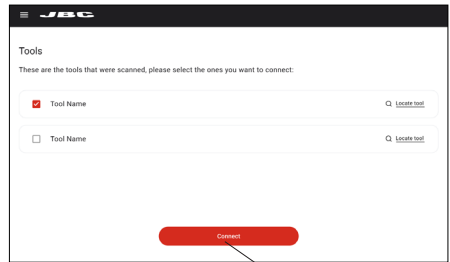 JBC
Tools
These are the tools that were scanned, please select the ones you want to connect:
Tool Name Locate tool
Tool Name Locate tool
Connect